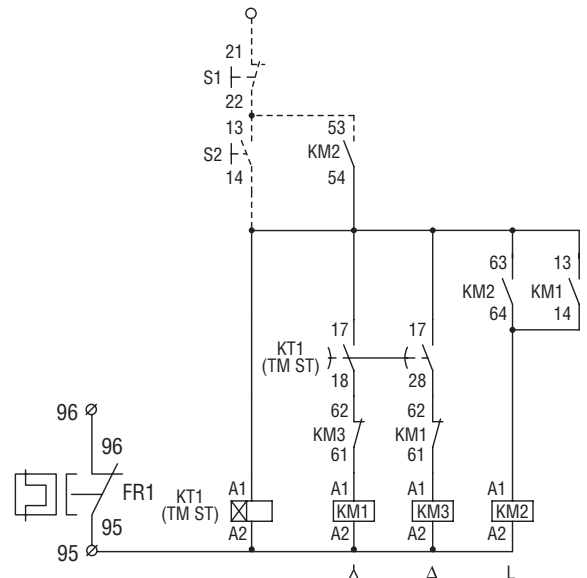 21
S1
22
13
53
S2
KM2
14
54
63
13
KM2
KM1
64
14
17
17
KT1
(TM ST)
18
28
62
62
KM3
KM1
61
61
96
96
FR1
95
95
KT1
(TM ST)
A1
A2
A1
KM1
A2
A1
KM3
A2
A1
KM2
A2
Δ
L